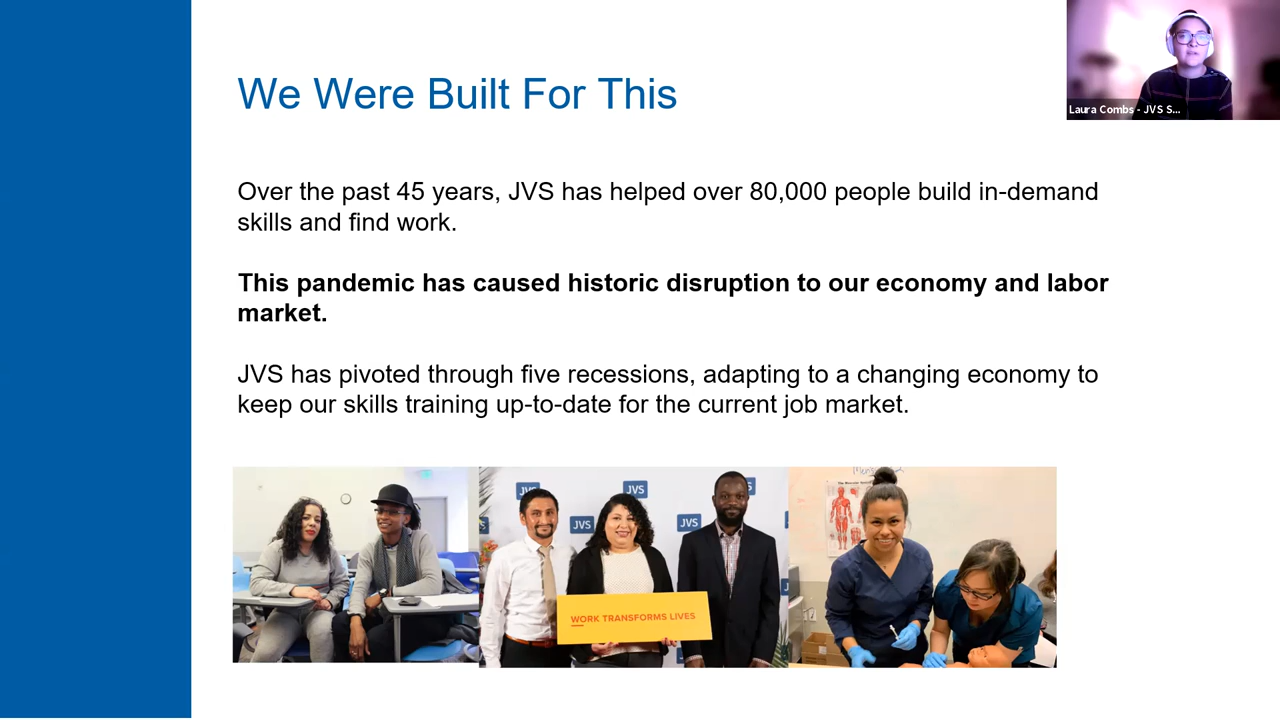 We Were Built For This
Laura Combs - JVS S...
Over the past 45 years, JVS has helped over 80,000 people build in-demand
skills and find work.
This pandemic has caused historic disruption to our economy and labor
market.
JVS has pivoted through five recessions, adapting to a changing economy to
keep our skills training up-to-date for the current job market.
JVS
JVS
JVS
JVS
WORK TRANSFORMS LIVES